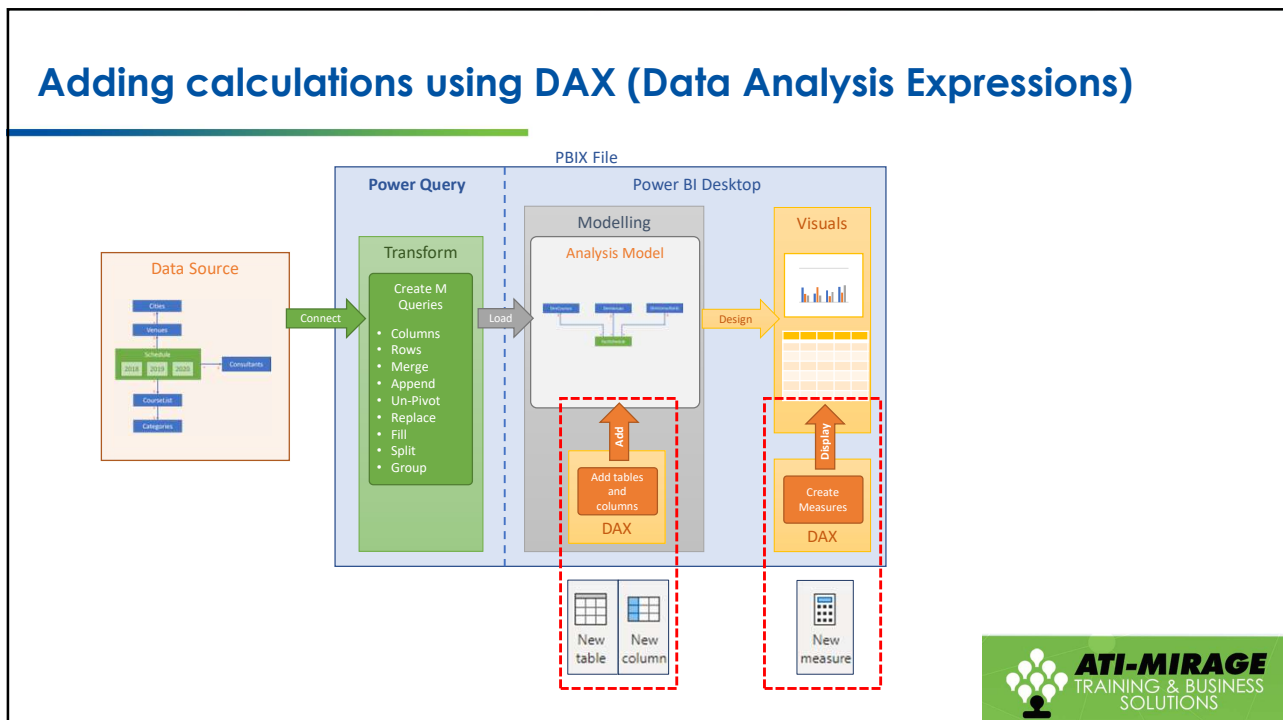 Adding calculations using DAX (Data Analysis Expressions)
PBIX File
Power Query
Power BI Desktop
Data Source
Cities
Venues
Schedule
2018 2019 2020
Consultants
CourseList
Categories
Connect
Transform
Create M
Queries
• Columns
• Rows
• Merge
• Append
• Un-Pivot
• Replace
• Fill
• Split
• Group
Load
Modelling
Analysis Model
Add
Add tables
and
columns
DAX
Design
Visuals
Display
Create
Measures
DAX
New
table
New
column
New
measure
ATI-MIRAGE
TRAINING & BUSINESS
SOLUTIONS